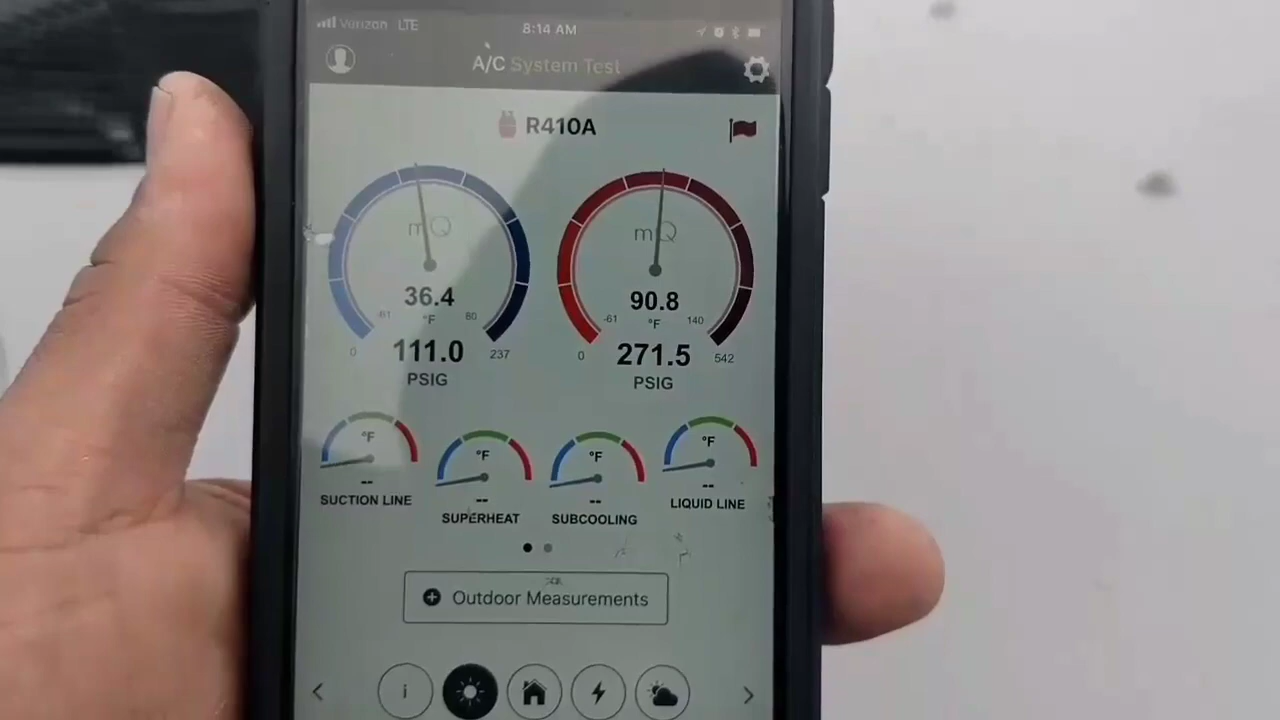 Verizon LTE 8:14 AM
A/C System Test
R410A
mQ mQ
36.4 90.8
-61 °F 80 -61 °F 140
0 111.0 237 0 271.5 542
PSIG PSIG
°F °F °F °F
-- -- -- --
SUCTION LINE SUPERHEAT SUBCOOLING LIQUID LINE
Outdoor Measurements
i